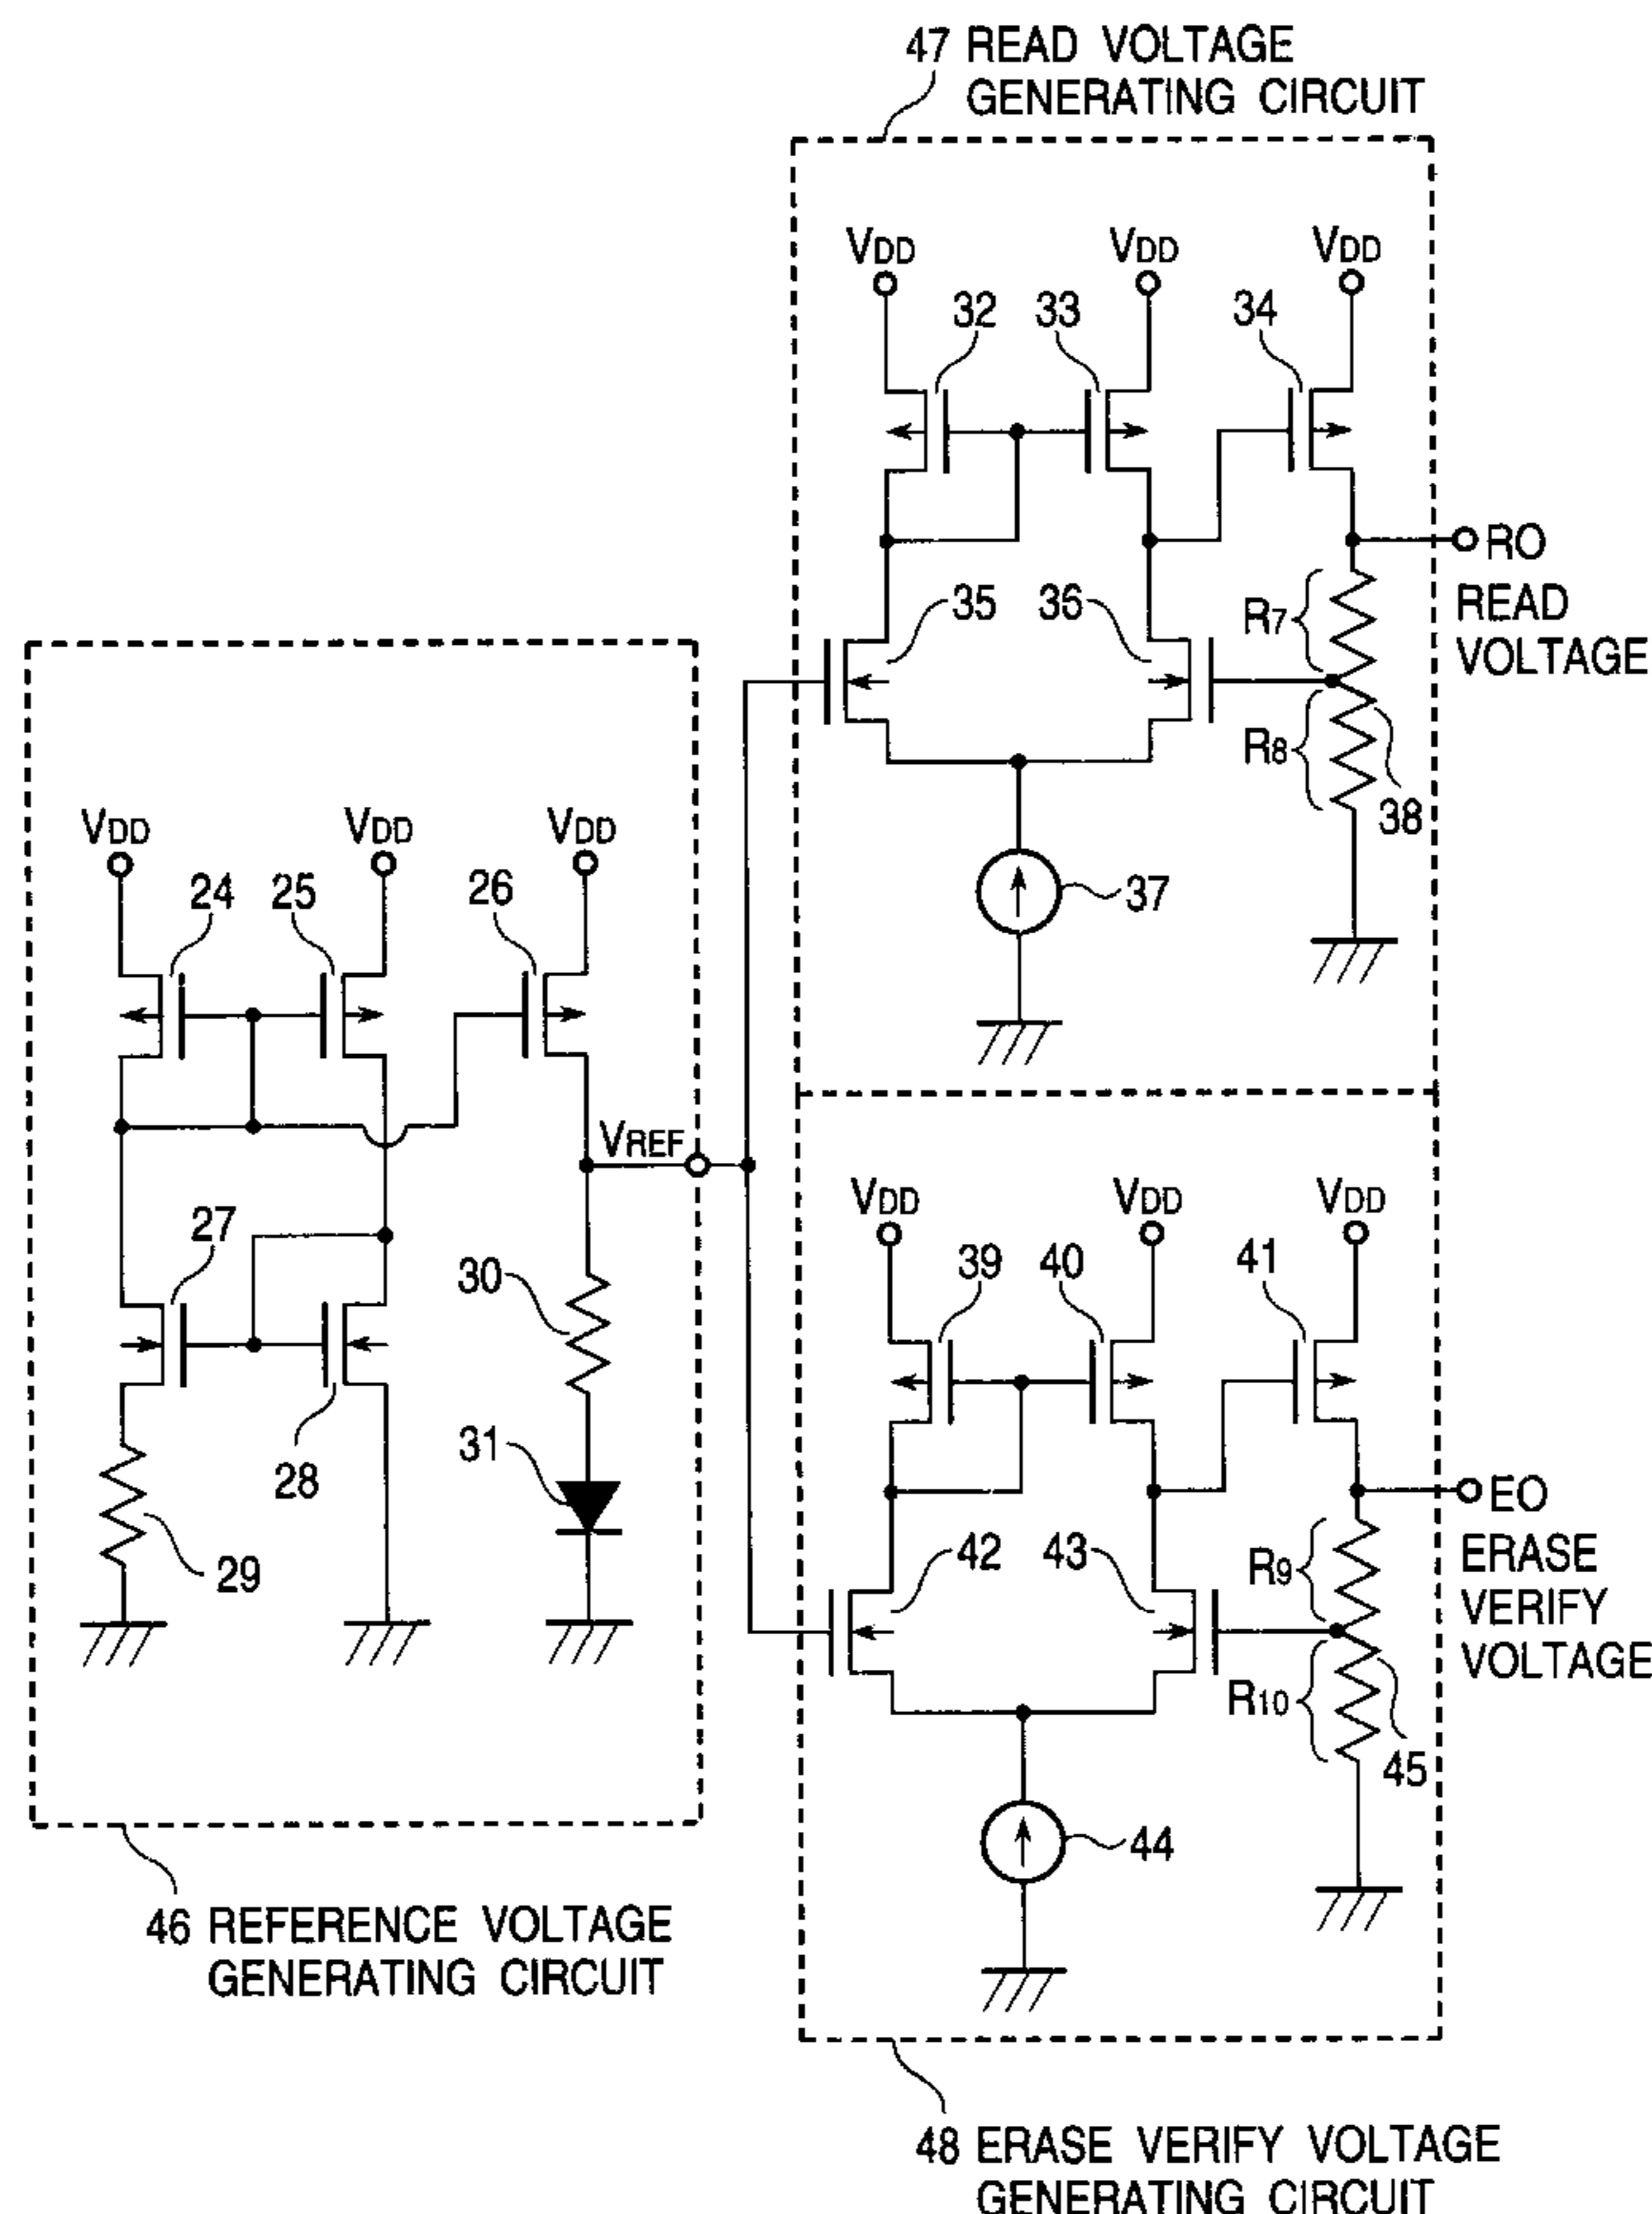 47 READ VOLTAGE
GENERATING CIRCUIT
VDD VDD VDD
32 33 34
RO
READ
VOLTAGE
35 36 R7
R8
38
37
VDD VDD VDD
24 25 26
VREF
27
30
31
28
29
46 REFERENCE VOLTAGE
GENERATING CIRCUIT
VDD VDD VDD
39 40 41
EO
ERASE
VERIFY
VOLTAGE
42 43 R9
R10
45
44
48 ERASE VERIFY VOLTAGE
GENERATING CIRCUIT